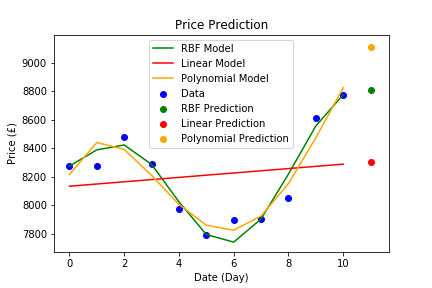 Price Prediction
RBF Model
Linear Model
Polynomial Model
Data
RBF Prediction
Linear Prediction
Polynomial Prediction
Price (£)
9000
8800
8600
8400
8200
8000
7800
0 2 4 6 8 10
Date (Day)